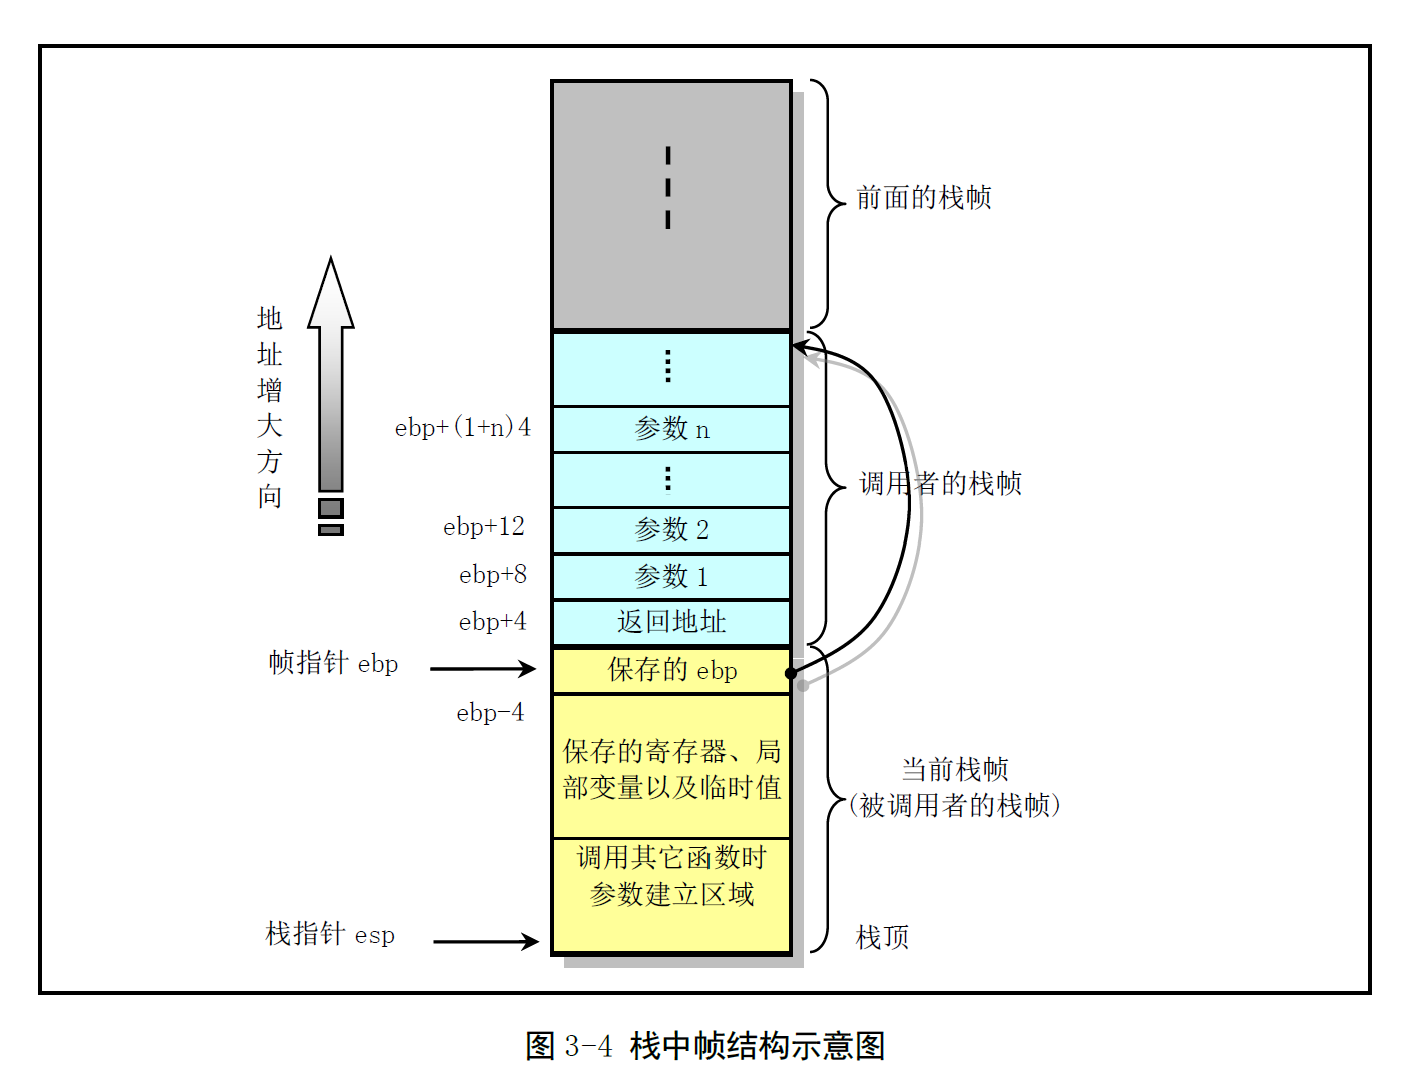 前面的栈帧
地址增大方向
ebp+(1+n)4
参数 n
调用者的栈帧
ebp+12
参数 2
ebp+8
参数 1
ebp+4
返回地址
帧指针 ebp
保存的 ebp
ebp-4
保存的寄存器、局
部变量以及临时值
当前栈帧
(被调用者的栈帧)
调用其它函数时
参数建立区域
栈指针 esp
栈顶
图 3-4 栈中帧结构示意图